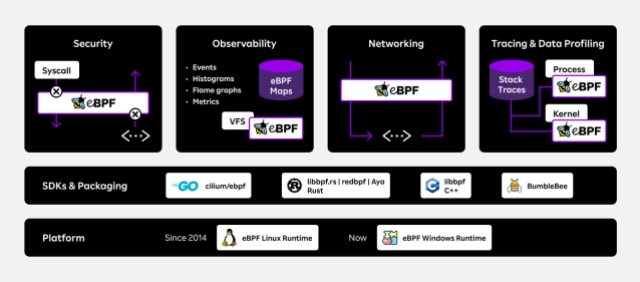 Security
Syscall
eBPF
Observability
Events
Histograms
Flame graphs
Metrics
eBPF
Maps
VFS
eBPF
Networking
eBPF
Tracing & Data Profiling
Stack
Traces
Process
eBPF
Kernel
eBPF
SDKs & Packaging
GO cilium/ebpf
libbpf.rs | redbpf | Aya
Rust
libbpf
C++
BumbleBee
Platform
Since 2014
eBPF Linux Runtime
Now
eBPF Windows Runtime